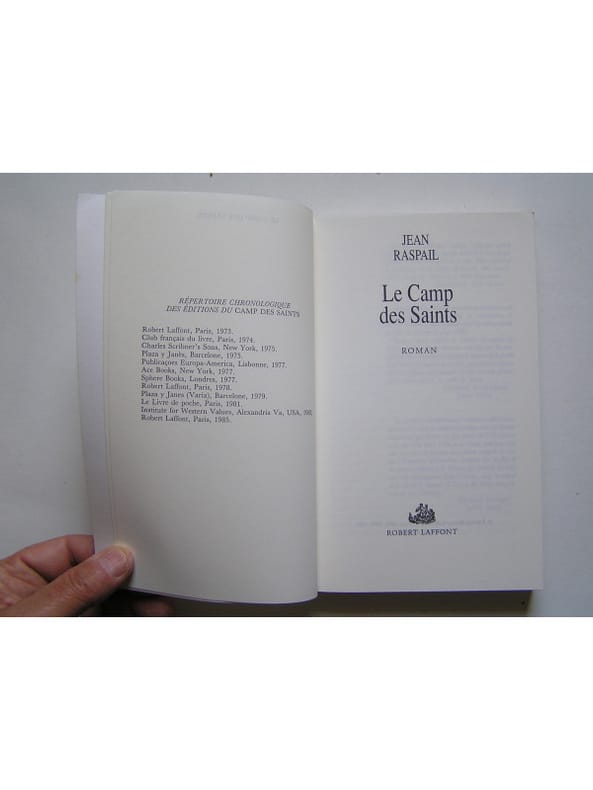 RÉPERTOIRE CHRONOLOGIQUE
DES ÉDITIONS DU CAMP DES SAINTS
Robert Laffont, Paris, 1973.
Club français du livre, Paris, 1974.
Charles Scribner's Sons, New York, 1975.
Plaza y Janès, Barcelone, 1975.
Publicaçoes Europa-America, Lisbonne, 1977.
Ace Books, New York, 1977.
Sphere Books, Londres, 1977.
Robert Laffont, Paris, 1978.
Plaza y Janes (Varia), Barcelone, 1979.
Le Livre de poche, Paris, 1981.
Institute for Western Values, Alexandria Va, USA,
Robert Laffont, Paris, 1985.
JEAN
RASPAIL
Le Camp
des Saints
ROMAN
ROBERT LAFFONT